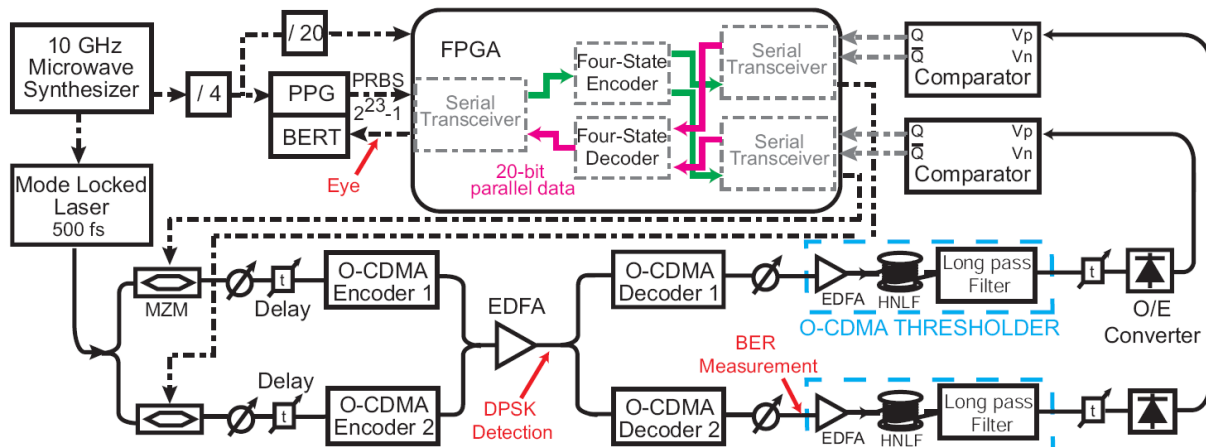 10 GHz
Microwave
Synthesizer
/ 20
/ 4
PPG
BERT
PRBS
2^23-1
Eye
FPGA
Serial
Transceiver
Four-State
Encoder
Four-State
Decoder
20-bit
parallel data
Serial
Transceiver
Serial
Transceiver
Q
Q̅
Vp
Vn
Comparator
Q
Q̅
Vp
Vn
Comparator
Mode Locked
Laser
500 fs
MZM
t
Delay
O-CDMA
Encoder 1
EDFA
O-CDMA
Decoder 1
EDFA
HNLF
Long pass
Filter
O-CDMA THRESHOLDER
t
O/E
Converter
Delay
t
O-CDMA
Encoder 2
DPSK
Detection
O-CDMA
Decoder 2
BER
Measurement
EDFA
HNLF
Long pass
Filter
t